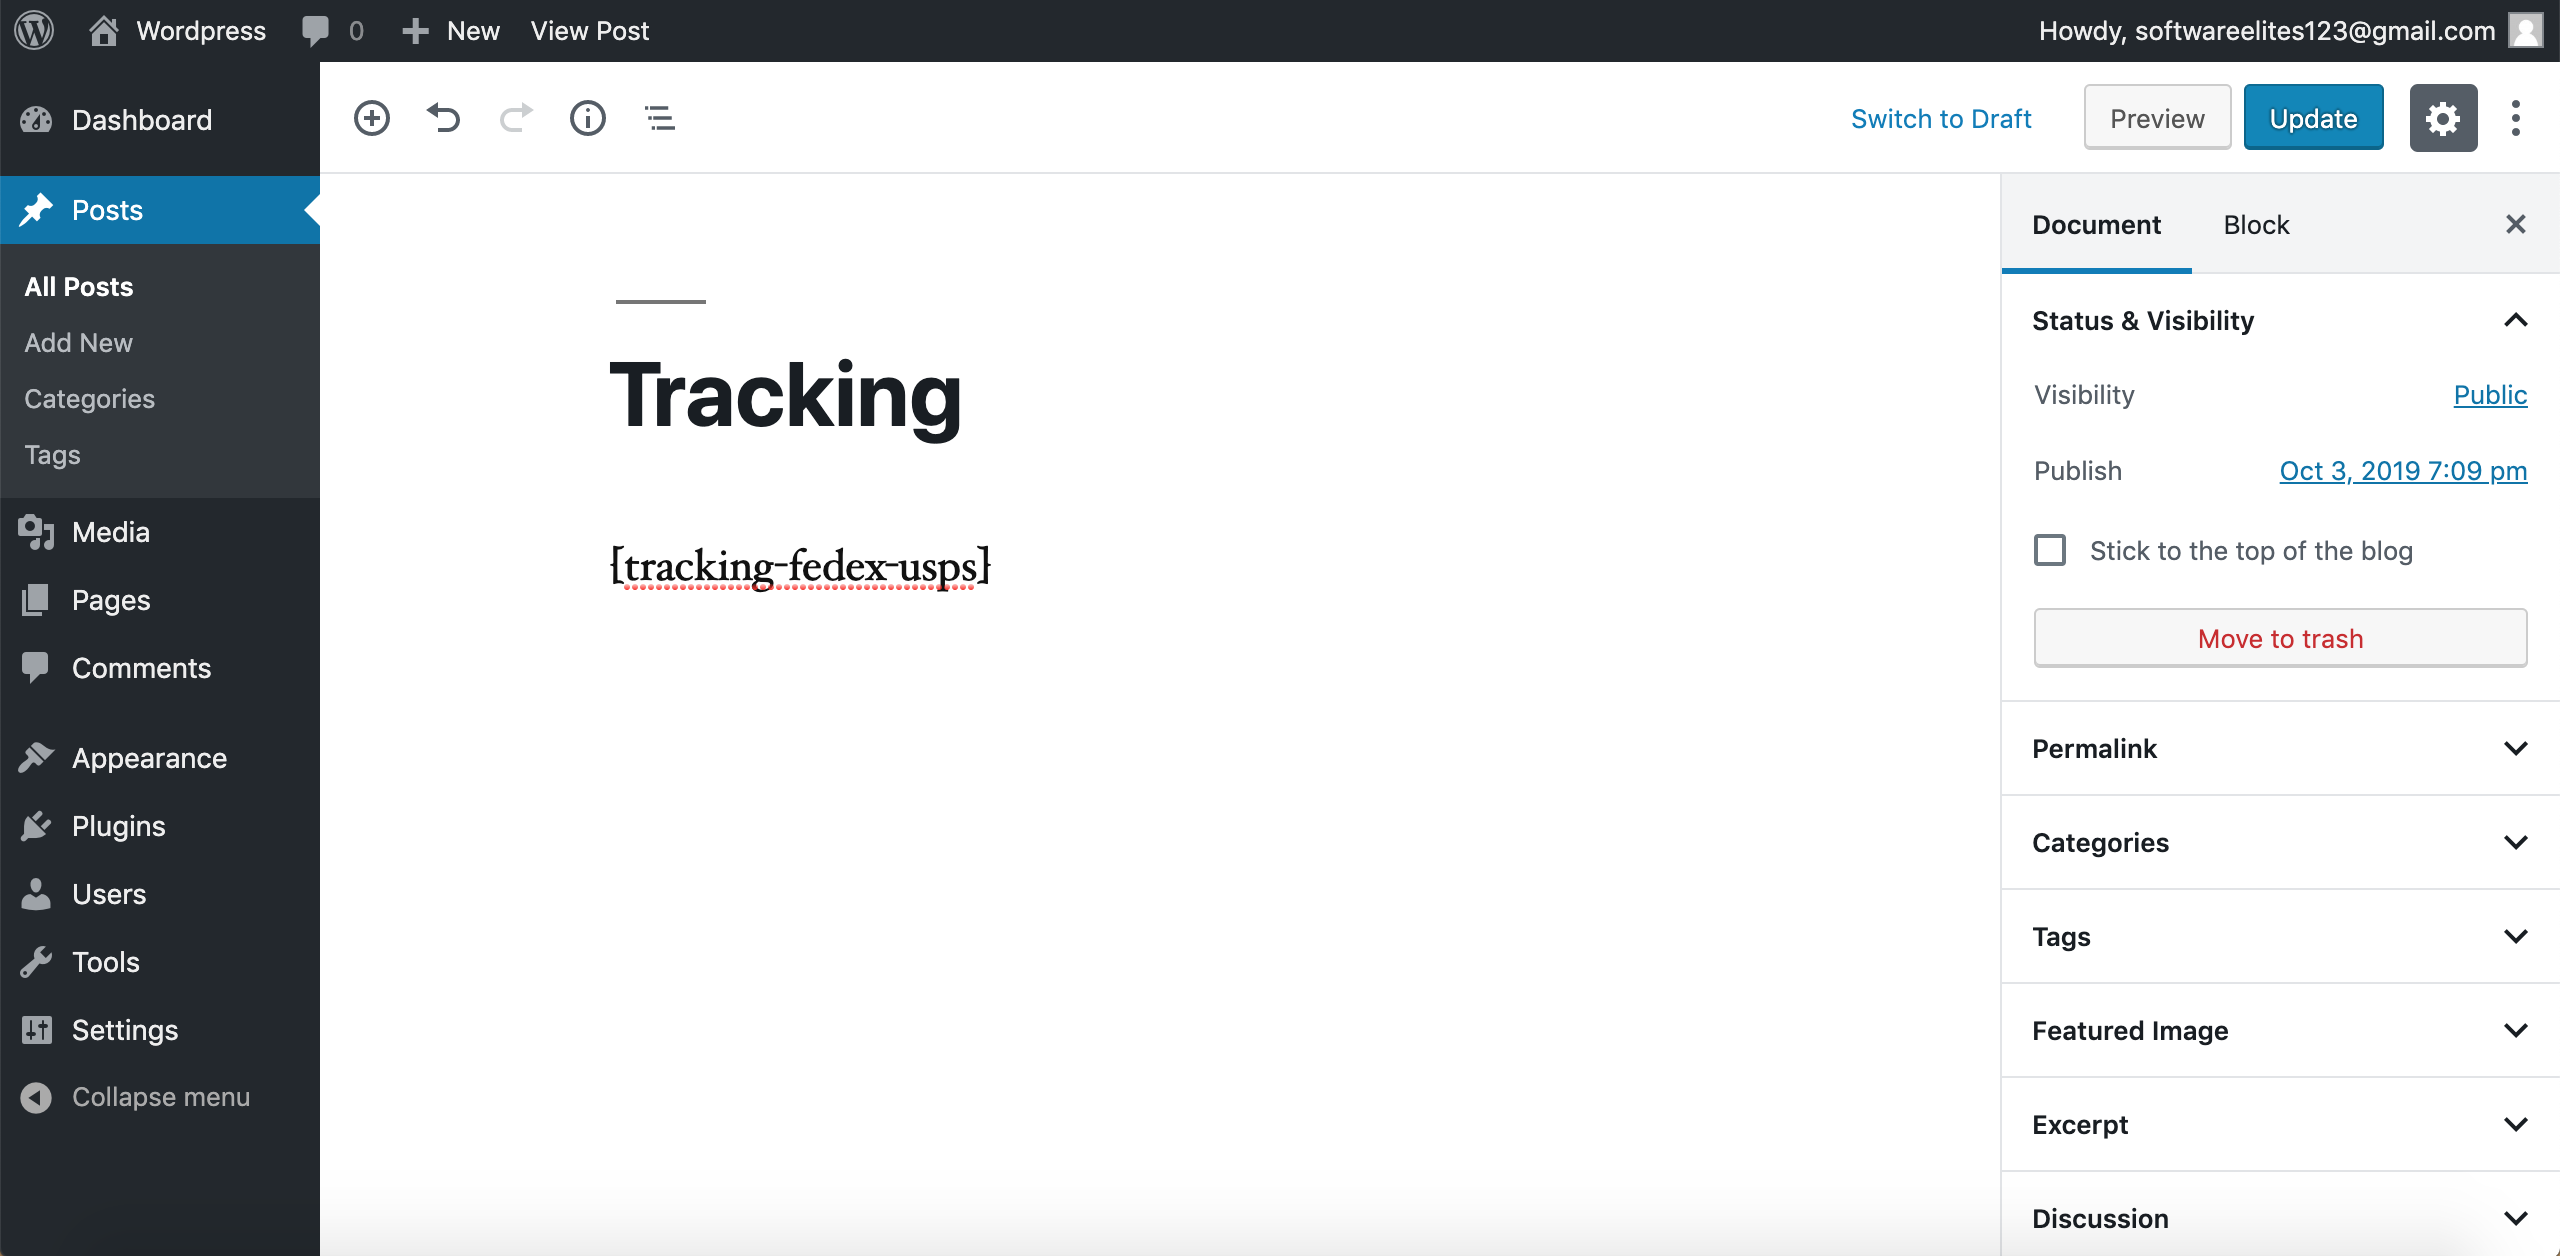 Wordpress 0 New View Post Howdy, softwareelites123@gmail.com
Dashboard
Switch to Draft Preview Update
Posts
Document Block
All Posts
Add New
Categories
Tags
Media
Pages
Comments
Appearance
Plugins
Users
Tools
Settings
Collapse menu
Tracking
[tracking-fedex-usps]
Status & Visibility
Visibility Public
Publish Oct 3, 2019 7:09 pm
Stick to the top of the blog
Move to trash
Permalink
Categories
Tags
Featured Image
Excerpt
Discussion